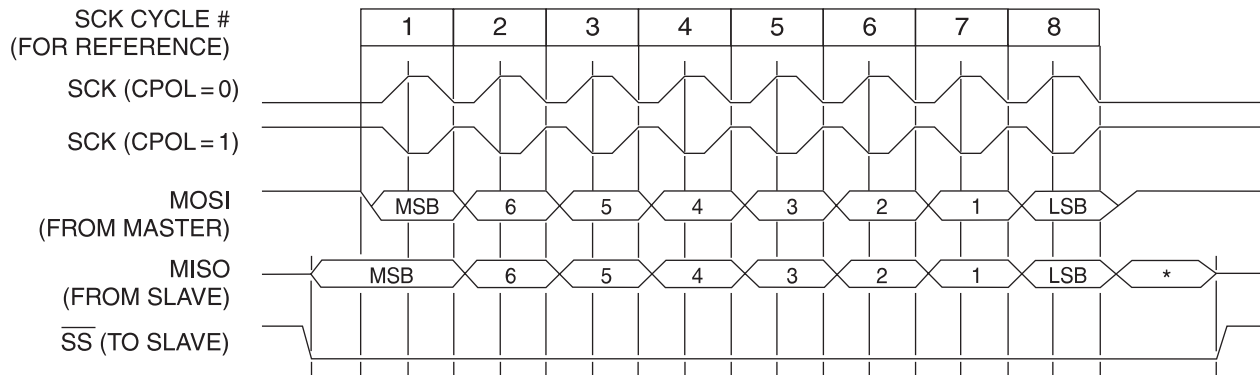 SCK CYCLE #
(FOR REFERENCE)
1 2 3 4 5 6 7 8
SCK (CPOL = 0)
SCK (CPOL = 1)
MOSI
(FROM MASTER)
MSB 6 5 4 3 2 1 LSB
MISO
(FROM SLAVE)
MSB 6 5 4 3 2 1 LSB *
SS (TO SLAVE)